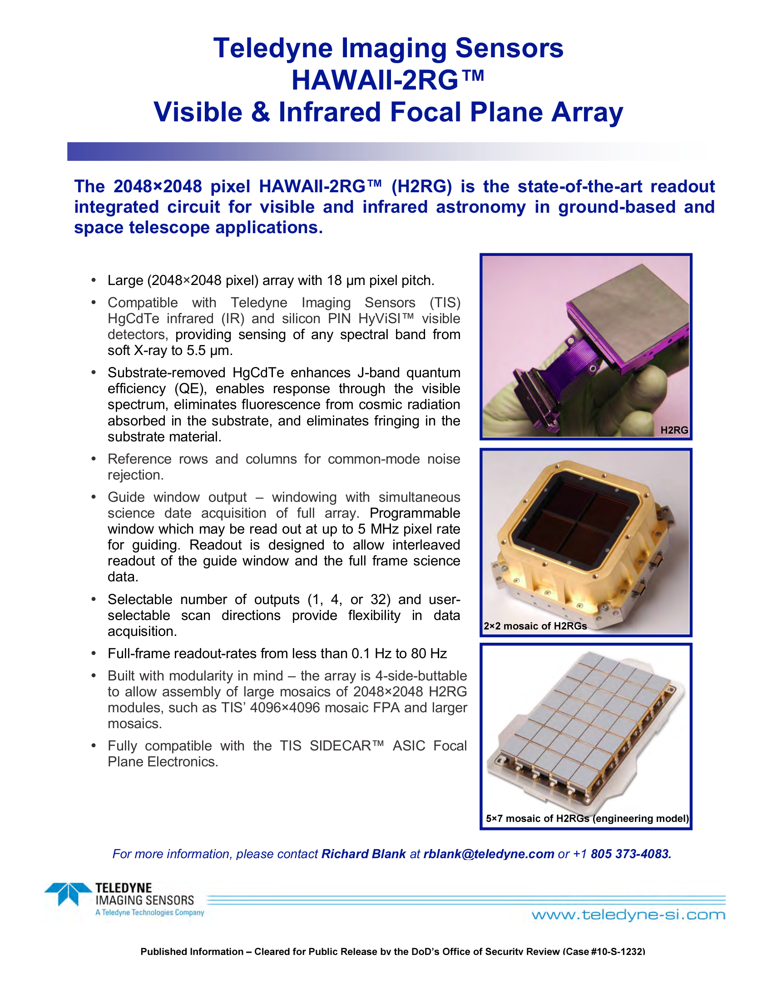 Teledyne Imaging Sensors
HAWAII-2RG™
Visible & Infrared Focal Plane Array
The 2048×2048 pixel HAWAII-2RG™ (H2RG) is the state-of-the-art readout
integrated circuit for visible and infrared astronomy in ground-based and
space telescope applications.
• Large (2048×2048 pixel) array with 18 µm pixel pitch.
• Compatible with Teledyne Imaging Sensors (TIS)
HgCdTe infrared (IR) and silicon PIN HyViSI™ visible
detectors, providing sensing of any spectral band from
soft X-ray to 5.5 µm.
• Substrate-removed HgCdTe enhances J-band quantum
efficiency (QE), enables response through the visible
spectrum, eliminates fluorescence from cosmic radiation
absorbed in the substrate, and eliminates fringing in the
substrate material.
• Reference rows and columns for common-mode noise
rejection.
• Guide window output – windowing with simultaneous
science date acquisition of full array. Programmable
window which may be read out at up to 5 MHz pixel rate
for guiding. Readout is designed to allow interleaved
readout of the guide window and the full frame science
data.
• Selectable number of outputs (1, 4, or 32) and user-
selectable scan directions provide flexibility in data
acquisition.
• Full-frame readout-rates from less than 0.1 Hz to 80 Hz
• Built with modularity in mind – the array is 4-side-buttable
to allow assembly of large mosaics of 2048×2048 H2RG
modules, such as TIS’ 4096×4096 mosaic FPA and larger
mosaics.
• Fully compatible with the TIS SIDECAR™ ASIC Focal
Plane Electronics.
H2RG
2×2 mosaic of H2RGs
5×7 mosaic of H2RGs (engineering model)
For more information, please contact Richard Blank at rblank@teledyne.com or +1 805 373-4083.
TELEDYNE
IMAGING SENSORS
A Teledyne Technologies Company
www.teledyne-si.com
Published Information – Cleared for Public Release by the DoD’s Office of Security Review (Case #10-S-1232)